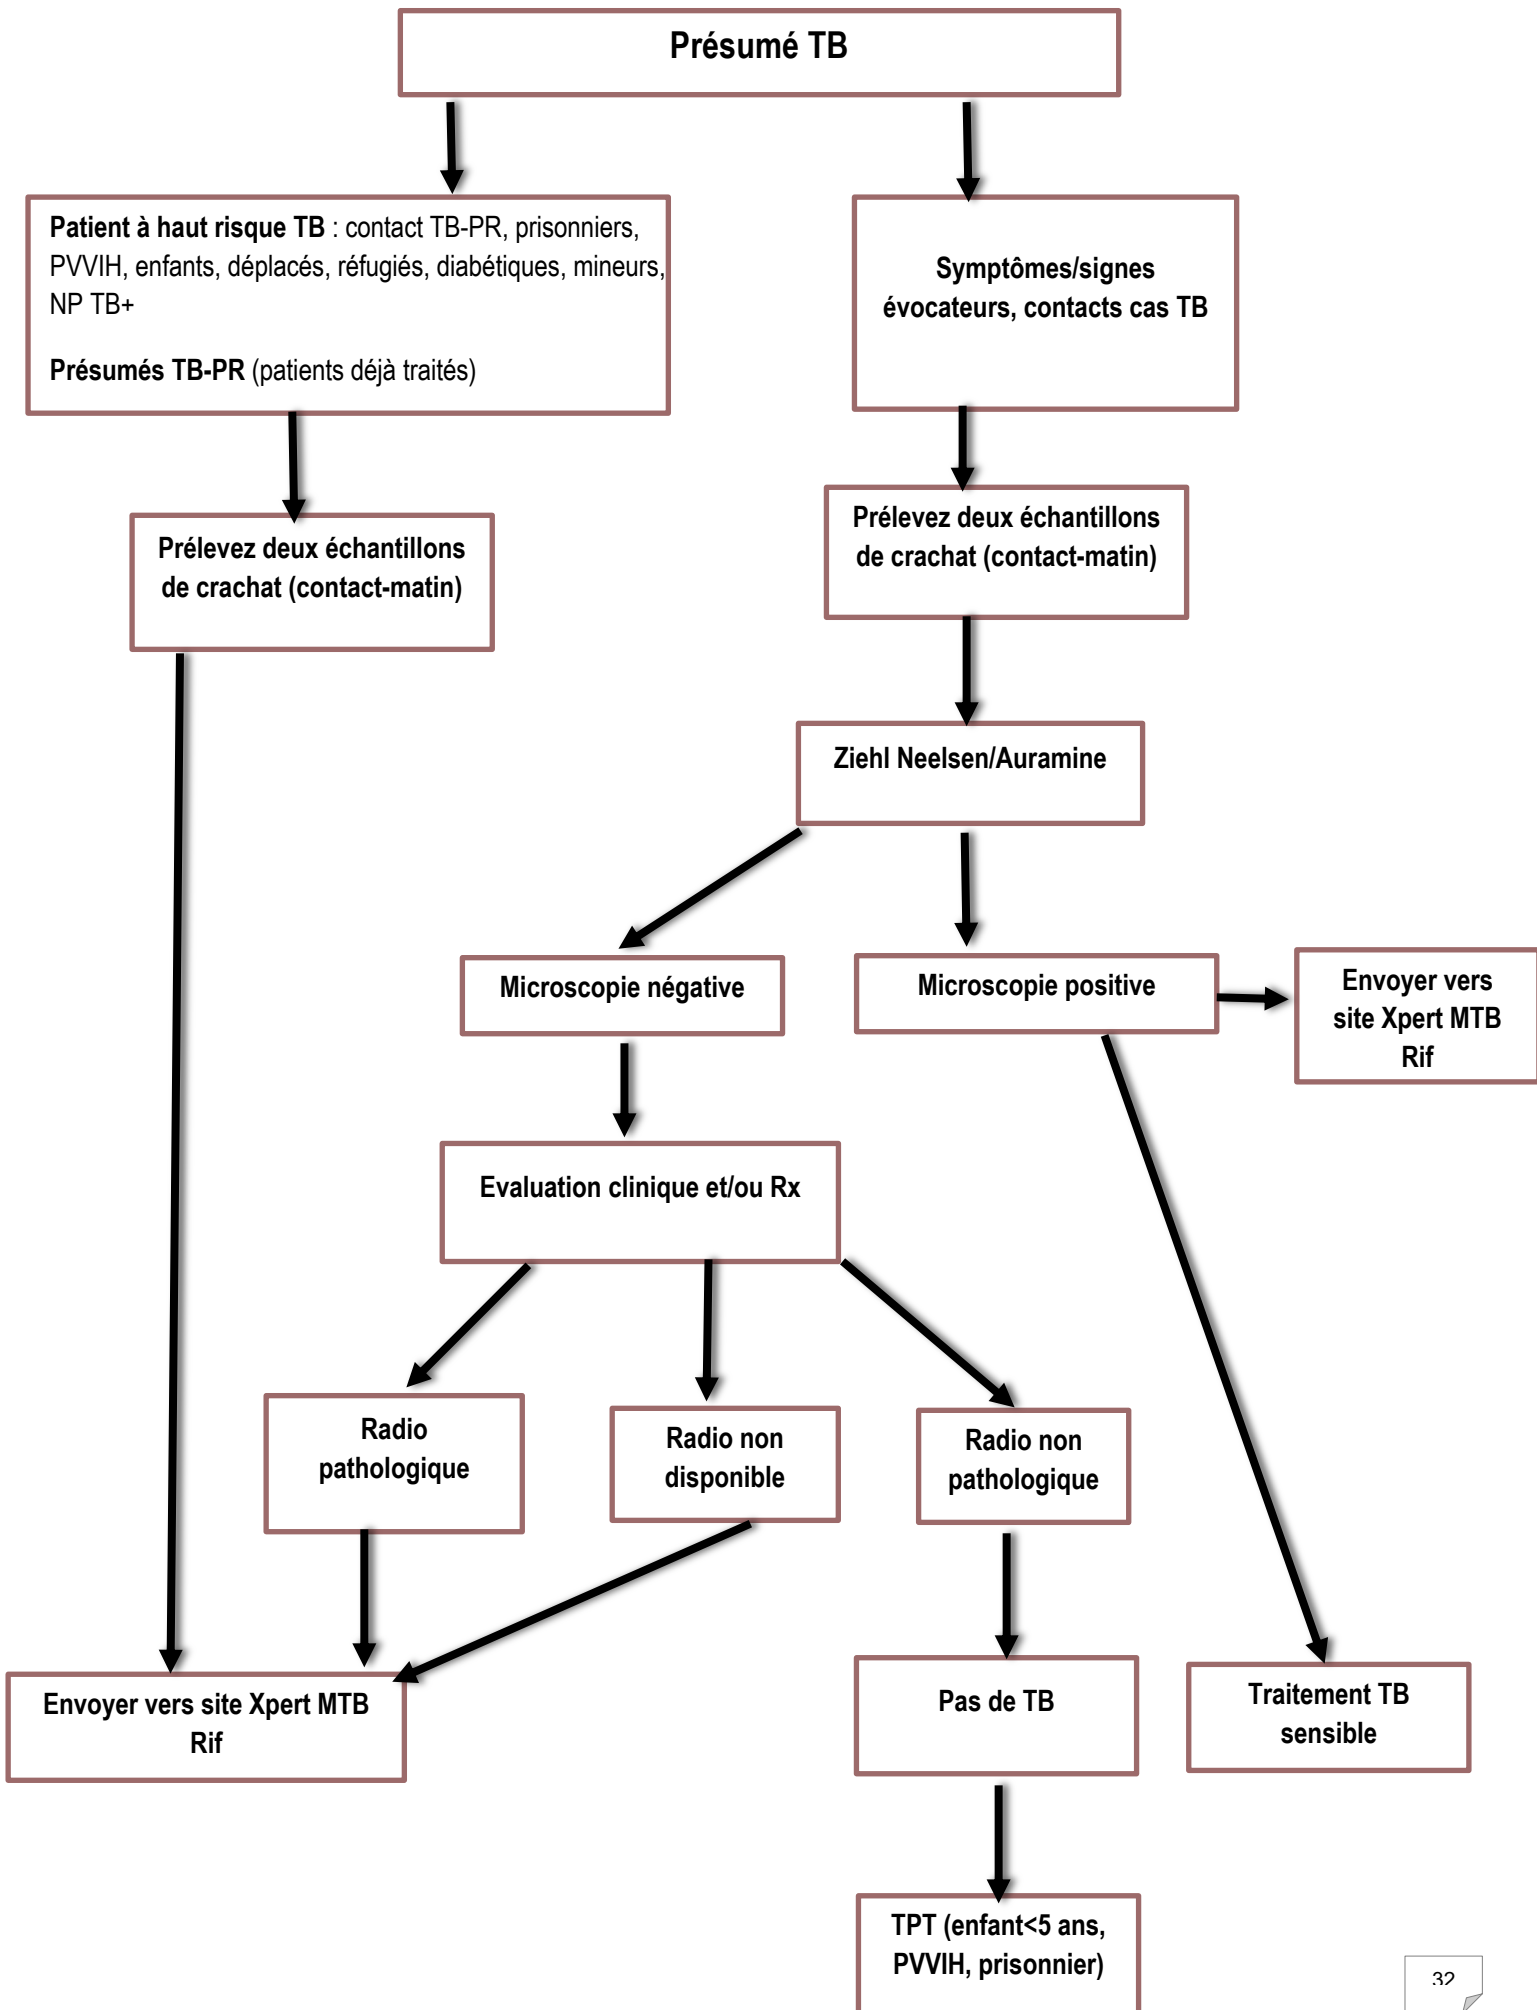 Présumé TB
Patient à haut risque TB : contact TB-PR, prisonniers,
PVVIH, enfants, déplacés, réfugiés, diabétiques, mineurs,
NP TB+
Présumés TB-PR (patients déjà traités)
Symptômes/signes
évocateurs, contacts cas TB
Prélevez deux échantillons
de crachat (contact-matin)
Prélevez deux échantillons
de crachat (contact-matin)
Ziehl Neelsen/Auramine
Microscopie négative
Microscopie positive
Envoyer vers
site Xpert MTB
Rif
Evaluation clinique et/ou Rx
Radio
pathologique
Radio non
disponible
Radio non
pathologique
Envoyer vers site Xpert MTB
Rif
Pas de TB
Traitement TB
sensible
TPT (enfant<5 ans,
PVVIH, prisonnier)
32